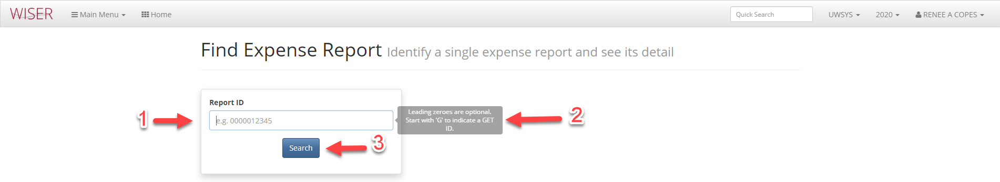 WISER Main Menu Home Quick Search UWSYS 2020 RENEE A COPES
Find Expense Report Identify a single expense report and see its detail
Report ID
1 e.g. 0000012345
Leading zeroes are optional.
Start with 'G' to indicate a GET
ID.
2
Search 3